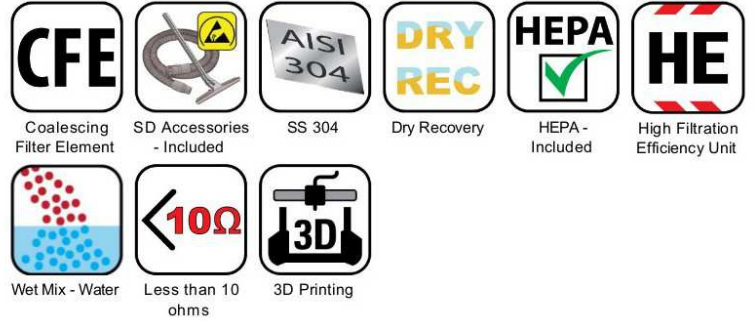 CFE
AISI
304
DRY
REC
HEPA
HE
Coalescing
Filter Element
SD Accessories
- Included
SS 304
Dry Recovery
HEPA -
Included
High Filtration
Efficiency Unit
<10Ω
3D
Wet Mix - Water
Less than 10
ohms
3D Printing